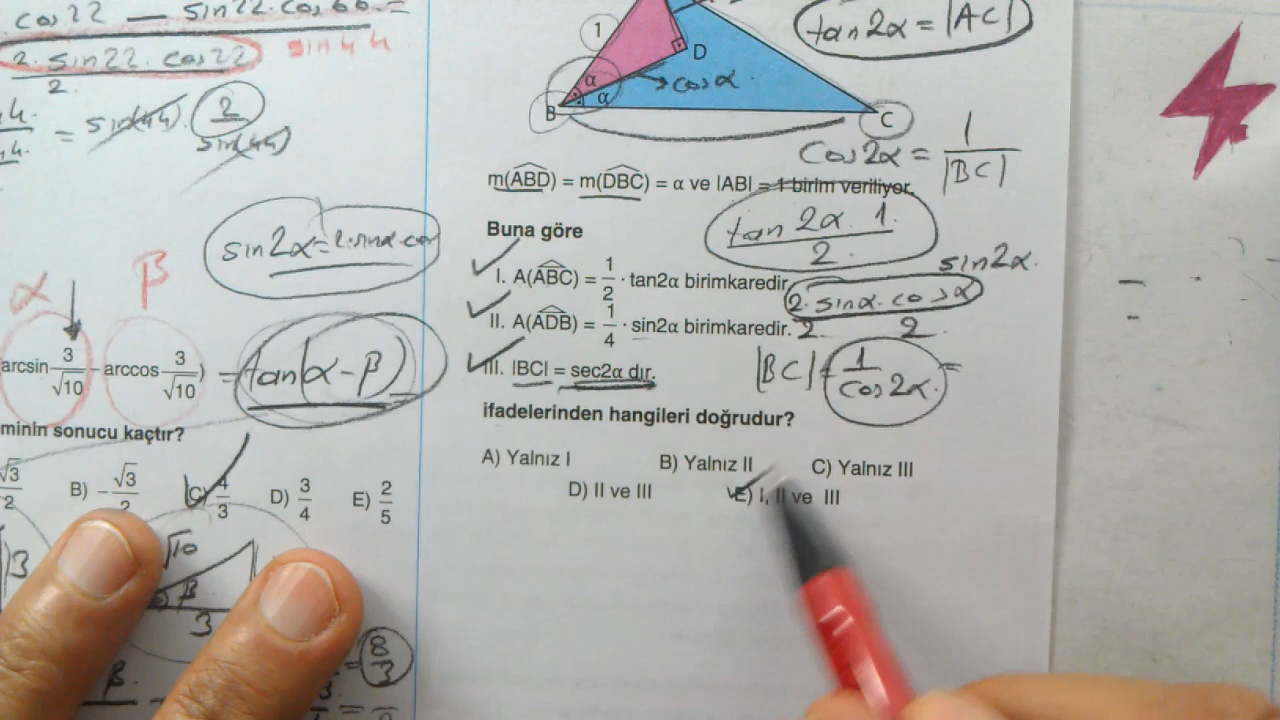 cos22 — sin22.cos66 =
2.sin22.cos22 sin44
2.
= sin(44) . 2
sin(44)
sin2α = 2.sinα.cos
α β
arcsin 3/√10 - arccos 3/√10) = tan(α - β)
minin sonucu kaçtır?
√3/2 B) -√3/2 C) 4/3 D) 3/4 E) 2/5
√10
3
β
3
8/3
1 D
α
α → cosα
B C
tan2α = |AC|
cos2α = 1/|BC|
m(ABD) = m(DBC) = α ve |AB| = 1 birim veriliyor.
Buna göre
tan2α.1
2
I. A(ABC) = 1/2 · tan2α birimkaredir.
sin2α.
2.sinα.cosα
2 2
II. A(ADB) = 1/4 · sin2α birimkaredir.
III. |BC| = sec2α dır.
|BC| = 1/cos2α. =
ifadelerinden hangileri doğrudur?
A) Yalnız I B) Yalnız II C) Yalnız III
D) II ve III E) I, II ve III